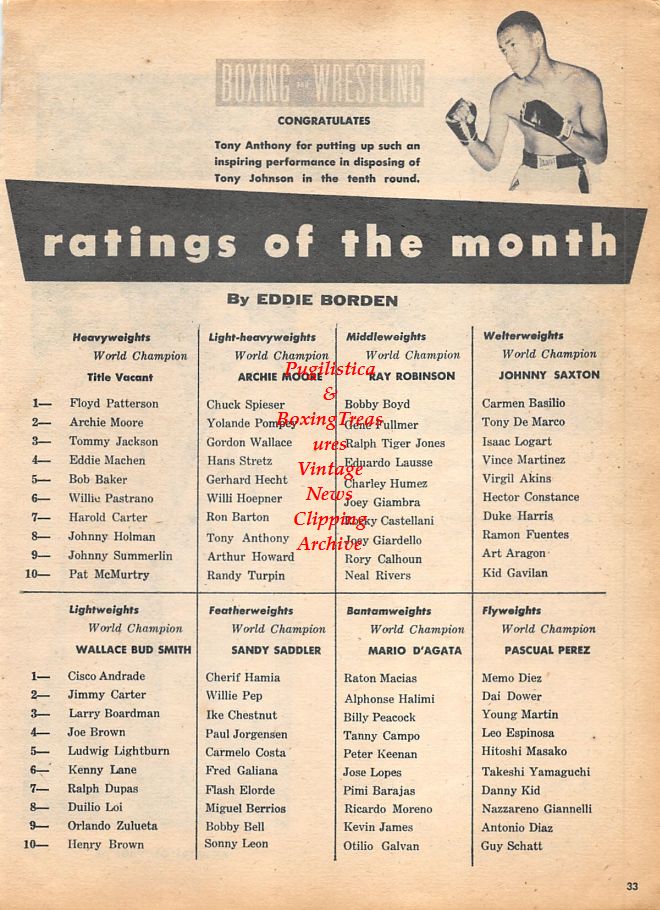 BOXING and WRESTLING
CONGRATULATES
Tony Anthony for putting up such an
inspiring performance in disposing of
Tony Johnson in the tenth round.
ratings of the month
By EDDIE BORDEN
Heavyweights
World Champion
Title Vacant
1— Floyd Patterson
2— Archie Moore
3— Tommy Jackson
4— Eddie Machen
5— Bob Baker
6— Willie Pastrano
7— Harold Carter
8— Johnny Holman
9— Johnny Summerlin
10— Pat McMurtry
Light-heavyweights
World Champion
ARCHIE MOORE
Chuck Spieser
Yolande Pompey
Gordon Wallace
Hans Stretz
Gerhard Hecht
Willi Hoepner
Ron Barton
Tony Anthony
Arthur Howard
Randy Turpin
Middleweights
World Champion
RAY ROBINSON
Bobby Boyd
Gene Fullmer
Ralph Tiger Jones
Eduardo Lausse
Charley Humez
Joey Giambra
Rocky Castellani
Joey Giardello
Rory Calhoun
Neal Rivers
Welterweights
World Champion
JOHNNY SAXTON
Carmen Basilio
Tony De Marco
Isaac Logart
Vince Martinez
Virgil Akins
Hector Constance
Duke Harris
Ramon Fuentes
Art Aragon
Kid Gavilan
Pugilistica
&
BoxingTreas
ures
Vintage
News
Clipping
Archive
Lightweights
World Champion
WALLACE BUD SMITH
1— Cisco Andrade
2— Jimmy Carter
3— Larry Boardman
4— Joe Brown
5— Ludwig Lightburn
6— Kenny Lane
7— Ralph Dupas
8— Duilio Loi
9— Orlando Zulueta
10— Henry Brown
Featherweights
World Champion
SANDY SADDLER
Cherif Hamia
Willie Pep
Ike Chestnut
Paul Jorgensen
Carmelo Costa
Fred Galiana
Flash Elorde
Miguel Berrios
Bobby Bell
Sonny Leon
Bantamweights
World Champion
MARIO D'AGATA
Raton Macias
Alphonse Halimi
Billy Peacock
Tanny Campo
Peter Keenan
Jose Lopes
Pimi Barajas
Ricardo Moreno
Kevin James
Otilio Galvan
Flyweights
World Champion
PASCUAL PEREZ
Memo Diez
Dai Dower
Young Martin
Leo Espinosa
Hitoshi Masako
Takeshi Yamaguchi
Danny Kid
Nazzareno Giannelli
Antonio Diaz
Guy Schatt
33